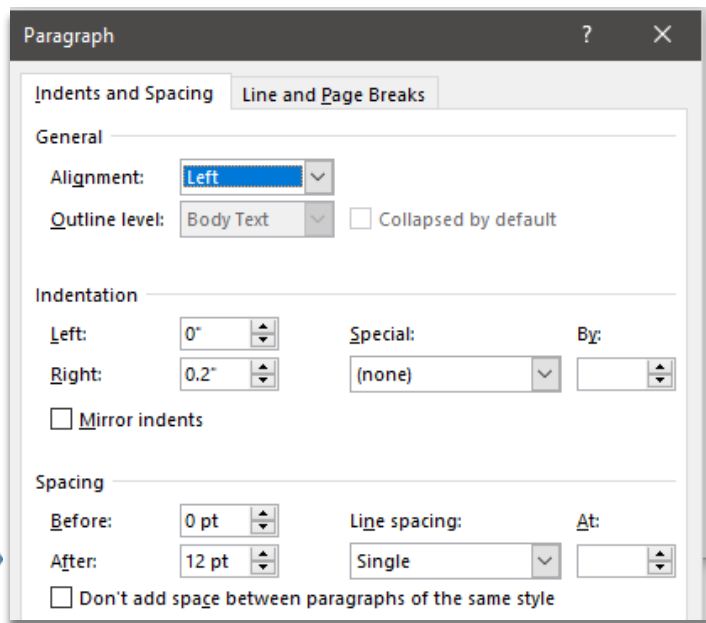 Paragraph ?
Indents and Spacing Line and Page Breaks
General
Alignment: Left
Outline level: Body Text Collapsed by default
Indentation
Left: 0" Special: By:
Right: 0.2" (none)
Mirror indents
Spacing
Before: 0 pt Line spacing: At:
After: 12 pt Single
Don't add space between paragraphs of the same style